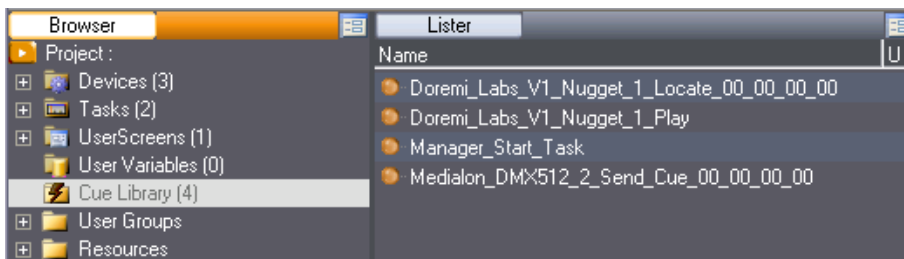 Browser
Project :
Devices (3)
Tasks (2)
UserScreens (1)
User Variables (0)
Cue Library (4)
User Groups
Resources
Lister
Name U
Doremi_Labs_V1_Nugget_1_Locate_00_00_00_00
Doremi_Labs_V1_Nugget_1_Play
Manager_Start_Task
Medialon_DMX512_2_Send_Cue_00_00_00_00